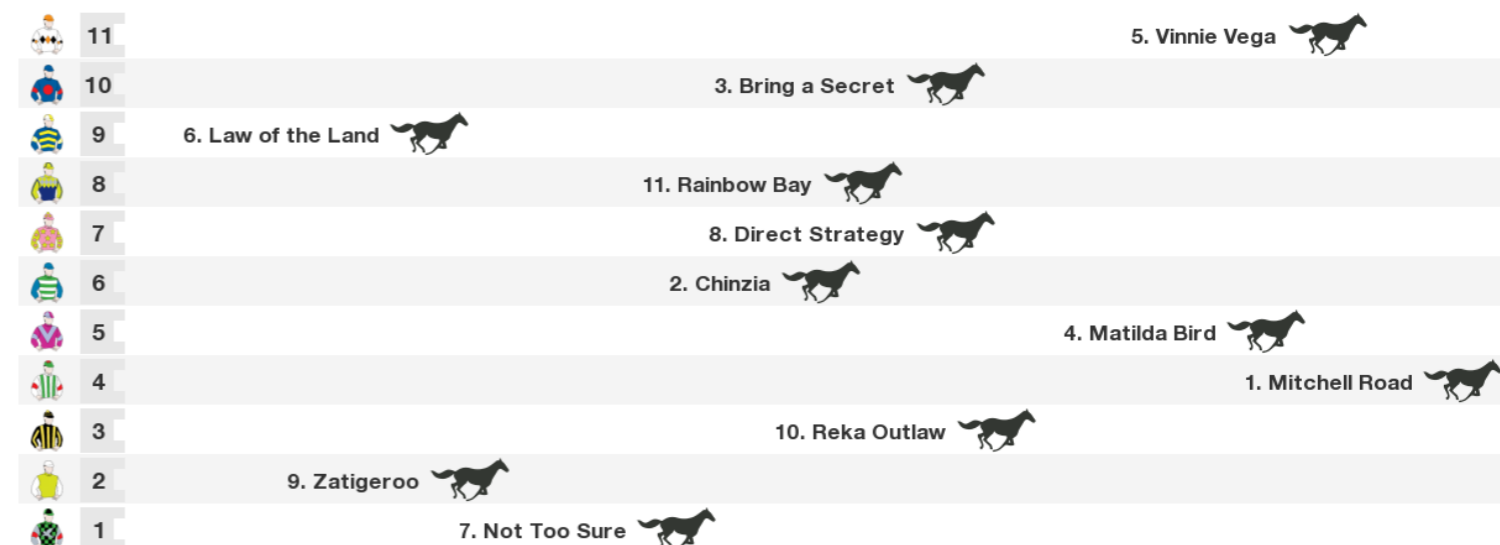 11 5. Vinnie Vega
10 3. Bring a Secret
9 6. Law of the Land
8 11. Rainbow Bay
7 8. Direct Strategy
6 2. Chinzia
5 4. Matilda Bird
4 1. Mitchell Road
3 10. Reka Outlaw
2 9. Zatigeroo
1 7. Not Too Sure